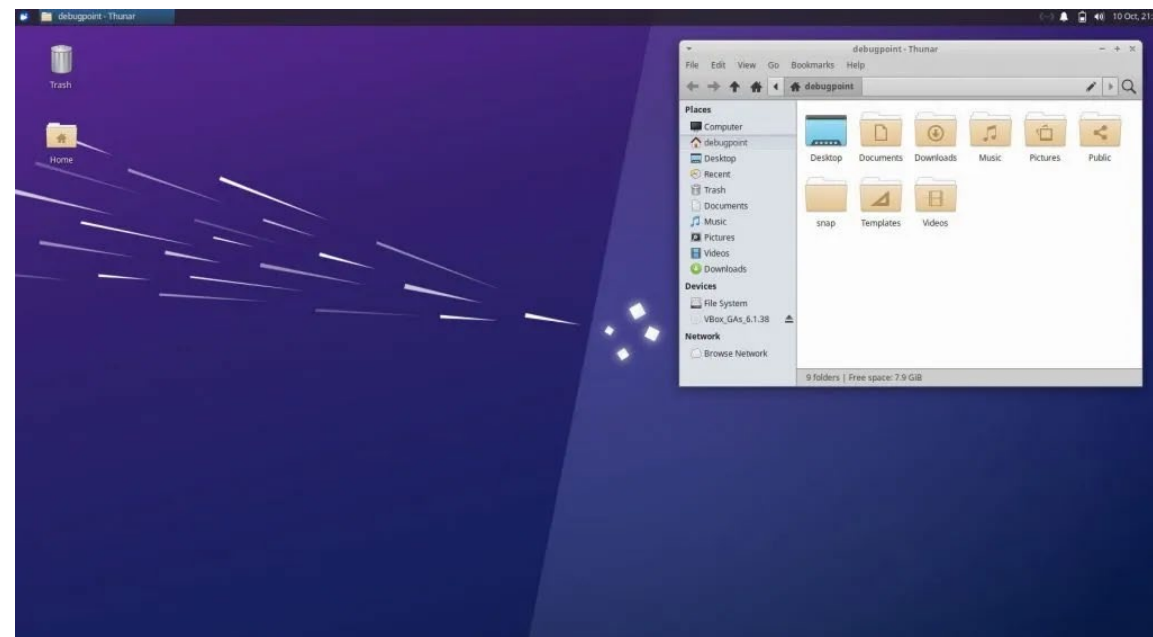 debugpoint - Thunar
10 Oct, 21:
Trash
Home
debugpoint - Thunar
File Edit View Go Bookmarks Help
debugpoint
Places
Computer
debugpoint
Desktop
Recent
Trash
Documents
Music
Pictures
Videos
Downloads
Devices
File System
VBox_GAs_6.1.38
Network
Browse Network
Desktop Documents Downloads Music Pictures Public
snap Templates Videos
9 folders | Free space: 7.9 GiB